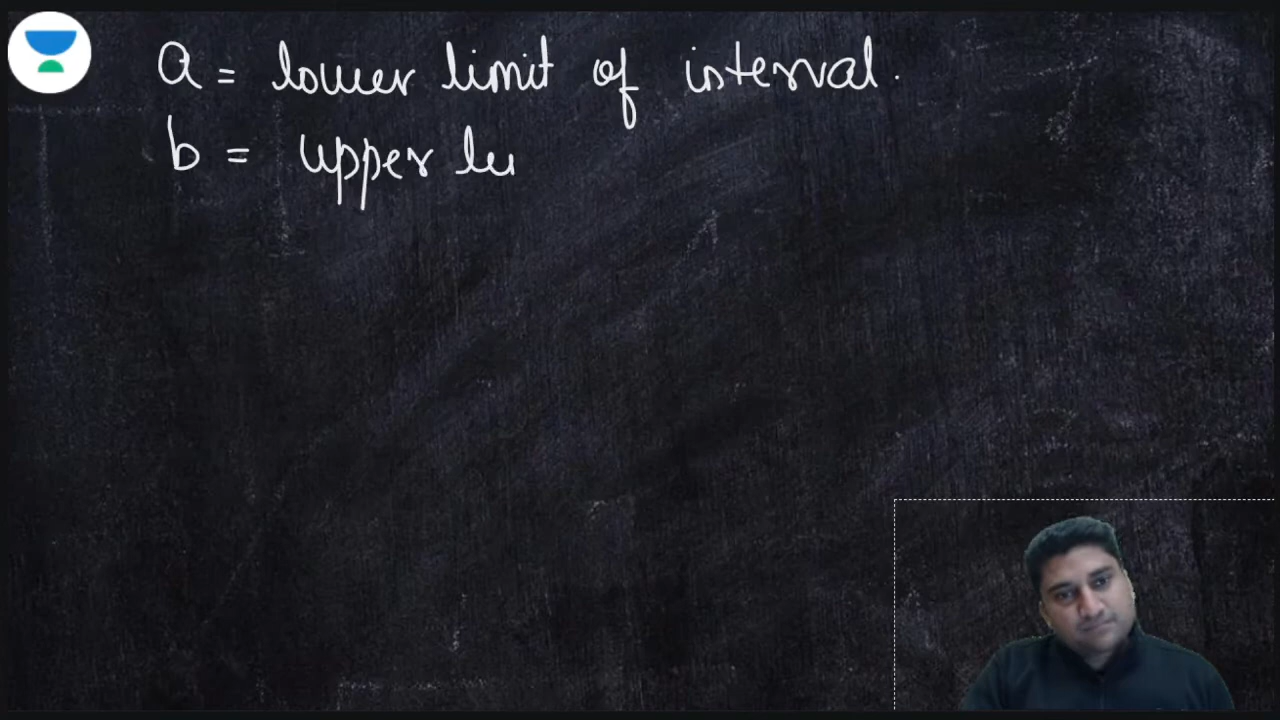 a = lower limit of interval.
b = upper